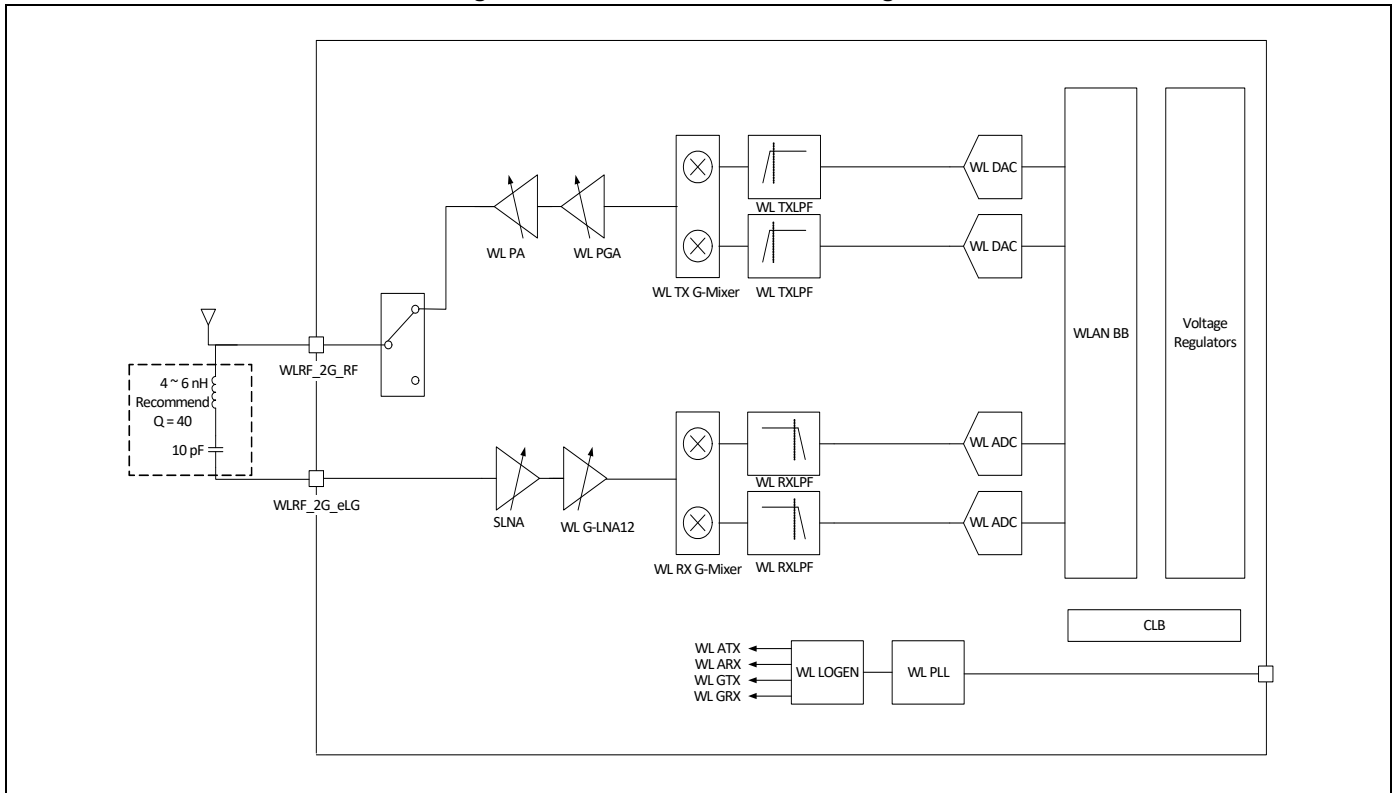 WL DAC
WL TXLPF
WL DAC
WL PA
WL PGA
WL TX G-Mixer
WL TXLPF
WLAN BB
Voltage
Regulators
WLRF_2G_RF
4 ~ 6 nH
Recommend
Q = 40
10 pF
WLRF_2G_eLG
SLNA
WL G-LNA12
WL ADC
WL RXLPF
WL ADC
WL RX G-Mixer
WL RXLPF
CLB
WL ATX
WL ARX
WL GTX
WL GRX
WL LOGEN
WL PLL